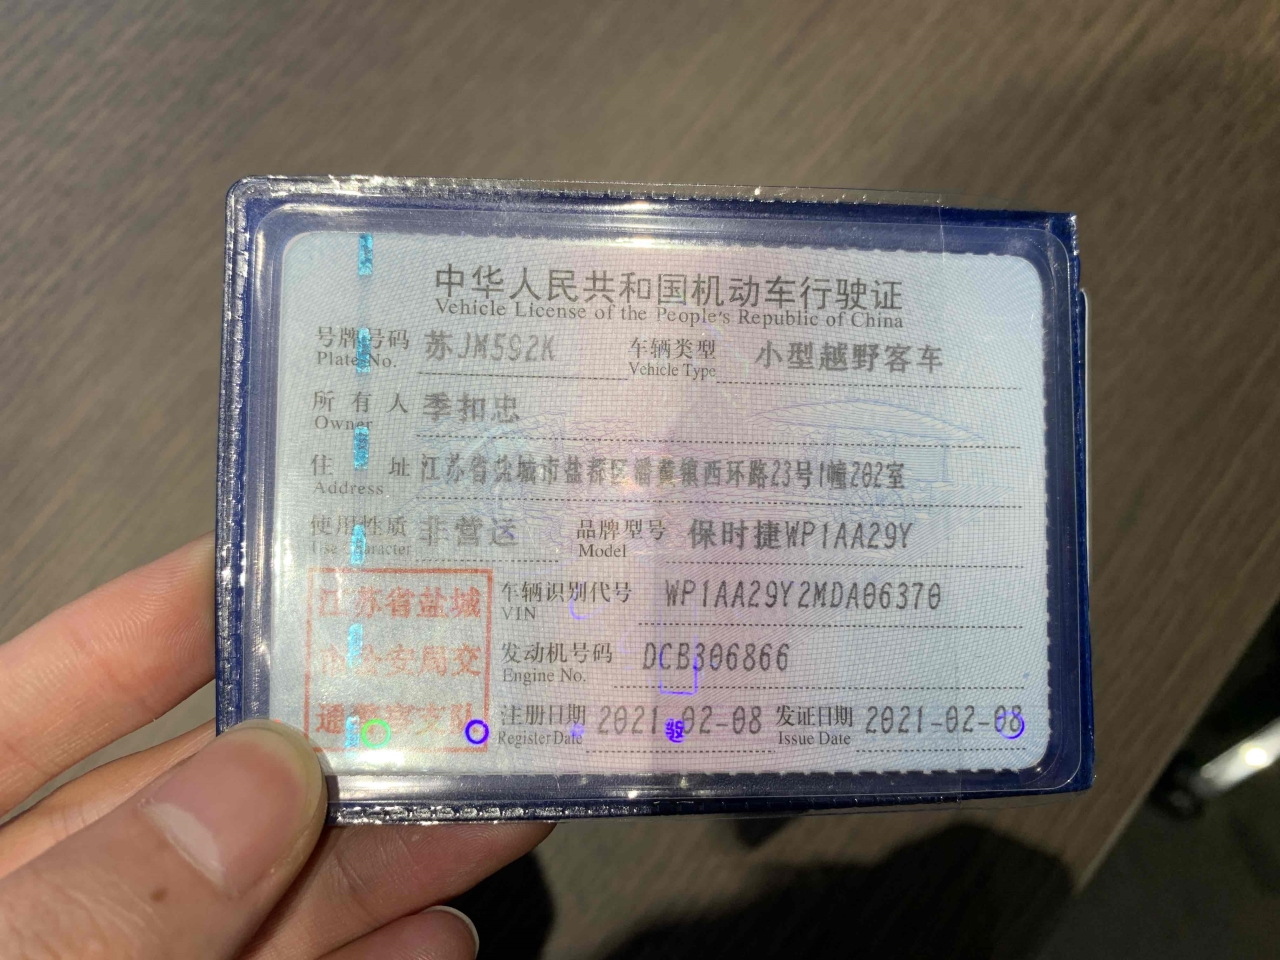 中华人民共和国机动车行驶证
Vehicle License of the People's Republic of China
号牌号码 苏JM592K 车辆类型 小型越野客车
Plate No. Vehicle Type
所有人 季扣忠
Owner
住址 江苏省盐城市盐都区潘黄镇西环路23号1幢202室
Address
使用性质 非营运 品牌型号 保时捷WP1AA29Y
Use Character Model
江苏省盐城
市公安局交
通警察支队
车辆识别代号 WP1AA29Y2MDA06370
VIN
发动机号码 DCB306866
Engine No.
注册日期 2021-02-08 发证日期 2021-02-08
Register Date Issue Date